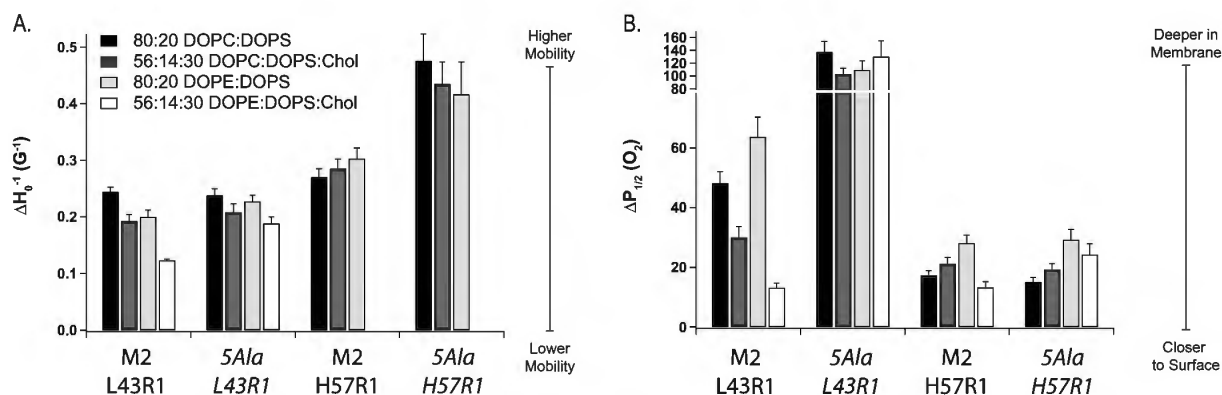 A.
80:20 DOPC:DOPS
56:14:30 DOPC:DOPS:Chol
80:20 DOPE:DOPS
56:14:30 DOPE:DOPS:Chol
ΔH₀⁻¹ (G⁻¹)
0.5
0.4
0.3
0.2
0.1
0.0
M2
L43R1
5Ala
L43R1
M2
H57R1
5Ala
H57R1
Higher
Mobility
Lower
Mobility
B.
ΔP₁/₂ (O₂)
160
140
120
100
80
60
40
20
0
M2
L43R1
5Ala
L43R1
M2
H57R1
5Ala
H57R1
Deeper in
Membrane
Closer
to Surface